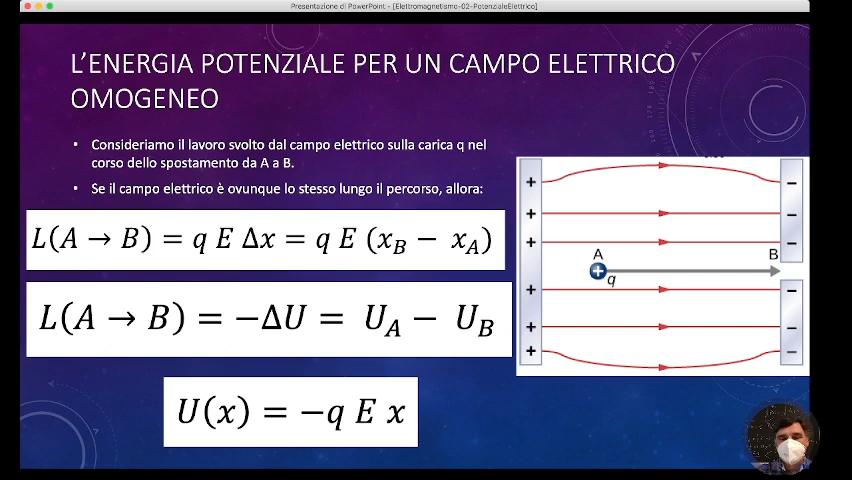 Presentazione di PowerPoint - [Elettromagnetismo-02-PotenzialeElettrico]
L'ENERGIA POTENZIALE PER UN CAMPO ELETTRICO
OMOGENEO
• Consideriamo il lavoro svolto dal campo elettrico sulla carica q nel
corso dello spostamento da A a B.
• Se il campo elettrico è ovunque lo stesso lungo il percorso, allora:
L(A → B) = q E Δx = q E (x_B − x_A)
L(A → B) = −ΔU = U_A − U_B
U(x) = −q E x
+ −
+ −
+ −
A B
+
q
+ −
+ −
+ −